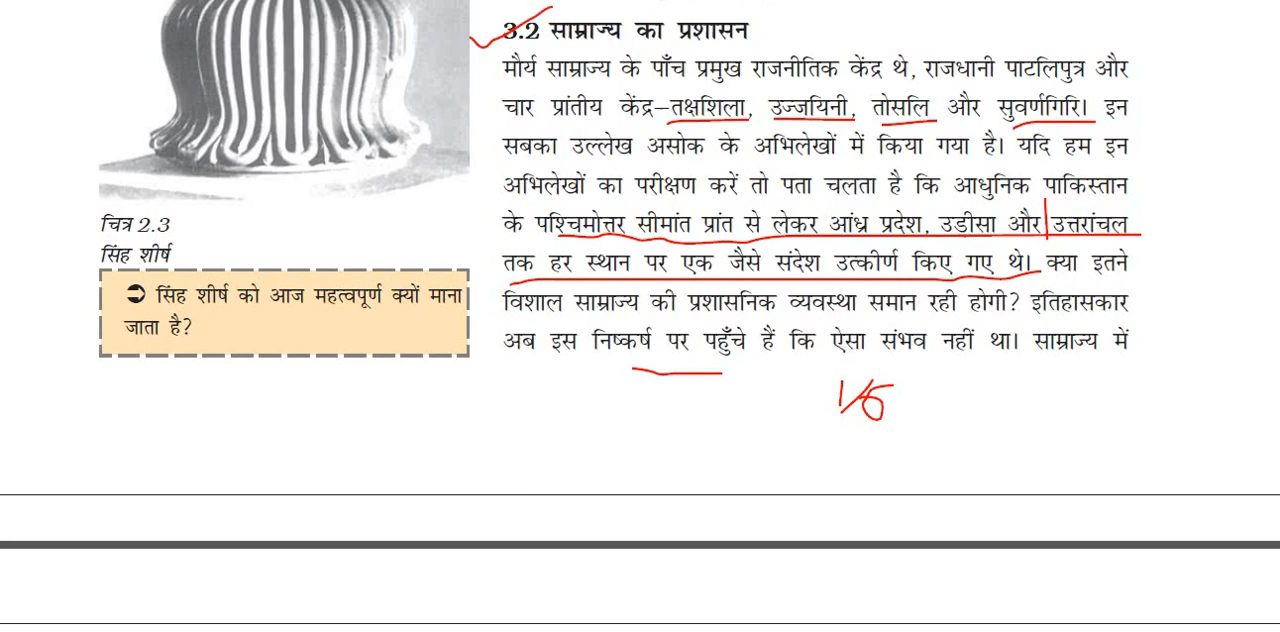 3.2 साम्राज्य का प्रशासन
मौर्य साम्राज्य के पाँच प्रमुख राजनीतिक केंद्र थे, राजधानी पाटलिपुत्र और
चार प्रांतीय केंद्र–तक्षशिला, उज्जयिनी, तोसलि और सुवर्णगिरि। इन
सबका उल्लेख असोक के अभिलेखों में किया गया है। यदि हम इन
अभिलेखों का परीक्षण करें तो पता चलता है कि आधुनिक पाकिस्तान
के पश्चिमोत्तर सीमांत प्रांत से लेकर आंध्र प्रदेश, उडीसा और उत्तरांचल
तक हर स्थान पर एक जैसे संदेश उत्कीर्ण किए गए थे। क्या इतने
विशाल साम्राज्य की प्रशासनिक व्यवस्था समान रही होगी? इतिहासकार
अब इस निष्कर्ष पर पहुँचे हैं कि ऐसा संभव नहीं था। साम्राज्य में
चित्र 2.3
सिंह शीर्ष
➲ सिंह शीर्ष को आज महत्वपूर्ण क्यों माना
जाता है?